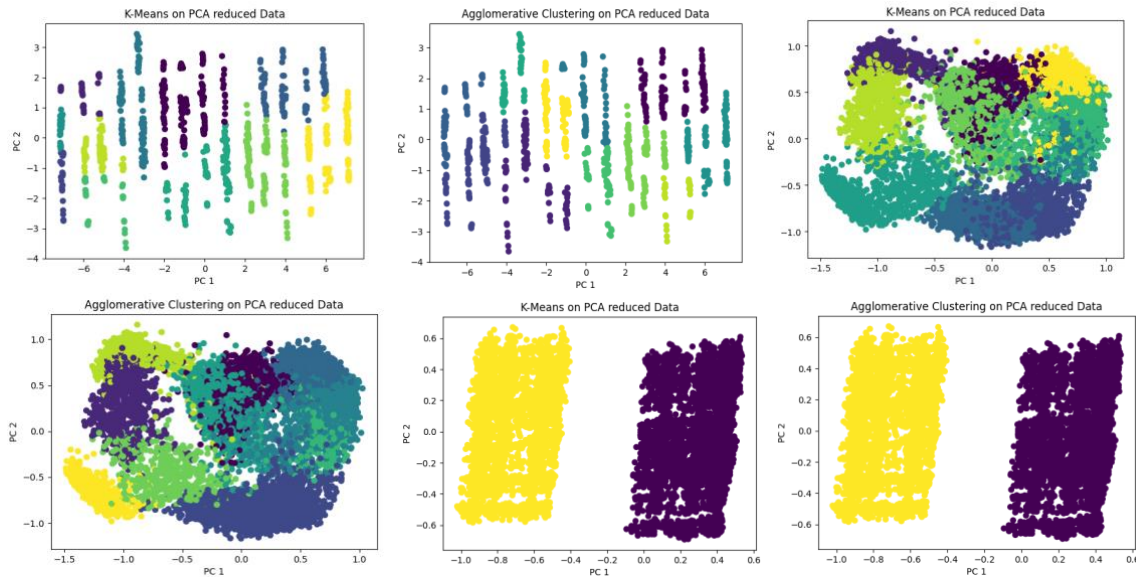 K-Means on PCA reduced Data
3
2
1
0
−1
−2
−3
−4
PC 2
−6 −4 −2 0 2 4 6
PC 1
Agglomerative Clustering on PCA reduced Data
3
2
1
0
−1
−2
−3
−4
PC 2
−6 −4 −2 0 2 4 6
PC 1
K-Means on PCA reduced Data
1.0
0.5
0.0
−0.5
−1.0
PC 2
−1.5 −1.0 −0.5 0.0 0.5 1.0
PC 1
Agglomerative Clustering on PCA reduced Data
1.0
0.5
0.0
−0.5
−1.0
PC 2
−1.5 −1.0 −0.5 0.0 0.5 1.0
PC 1
K-Means on PCA reduced Data
0.6
0.4
0.2
0.0
−0.2
−0.4
−0.6
PC 2
−1.0 −0.8 −0.6 −0.4 −0.2 0.0 0.2 0.4 0.6
PC 1
Agglomerative Clustering on PCA reduced Data
0.6
0.4
0.2
0.0
−0.2
−0.4
−0.6
PC 2
−1.0 −0.8 −0.6 −0.4 −0.2 0.0 0.2 0.4 0.6
PC 1